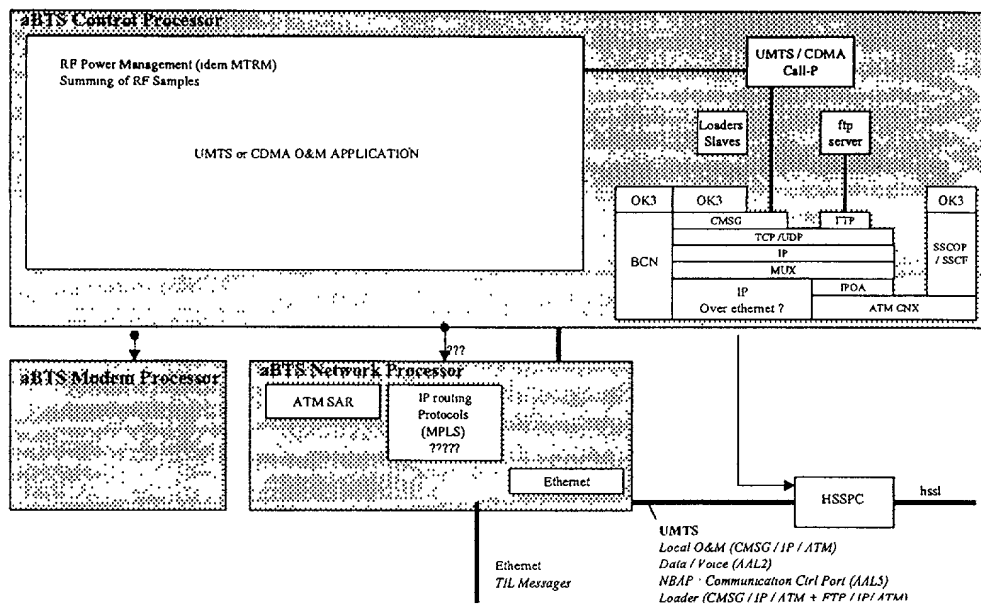 aBTS Control Processor
RF Power Management (idem MTRM)
Summing of RF Samples
UMTS or CDMA O&M APPLICATION
UMTS / CDMA
Call-P
Loaders
Slaves
ftp
server
OK3
OK3
OK3
CMSG
FTP
TCP /UDP
IP
MUX
BCN
SSCOP
/ SSCF
IP
Over ethernet ?
IPOA
ATM CNX
???
aBTS Modem Processor
aBTS Network Processor
ATM SAR
IP routing
Protocols
(MPLS)
?????
Ethernet
HSSPC
hssl
Ethernet
TIL Messages
UMTS
Local O&M (CMSG / IP / ATM)
Data / Voice (AAL2)
NBAP - Communication Ctrl Port (AAL5)
Loader (CMSG / IP / ATM + FTP / IP/ ATM)